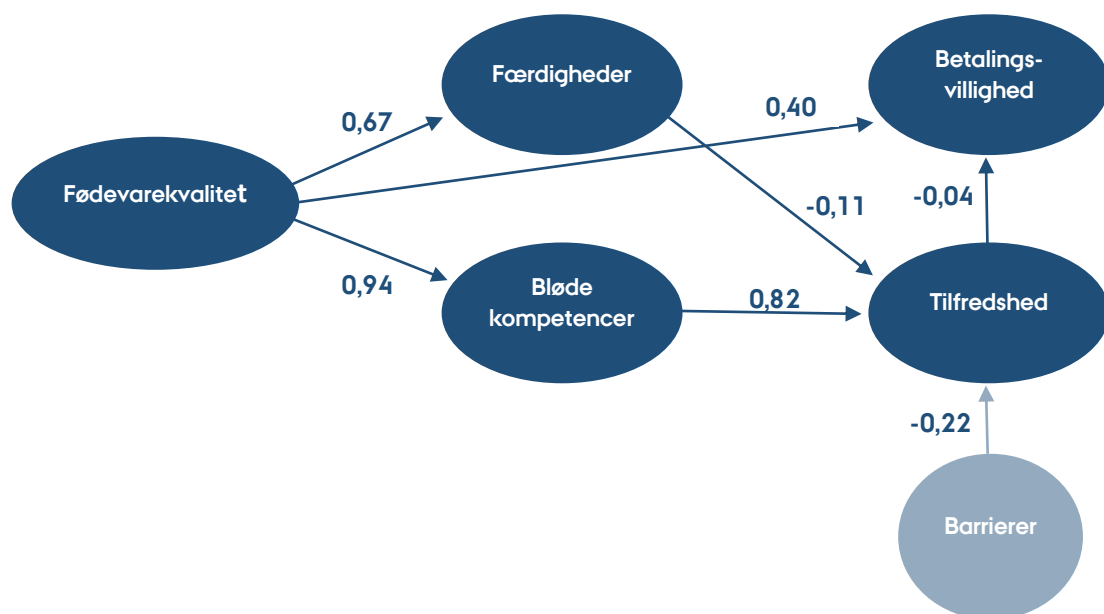 Færdigheder
Betalings-
villighed
0,67
0,40
Fødevarekvalitet
-0,11
-0,04
0,94
Bløde
kompetencer
0,82
Tilfredshed
-0,22
Barrierer